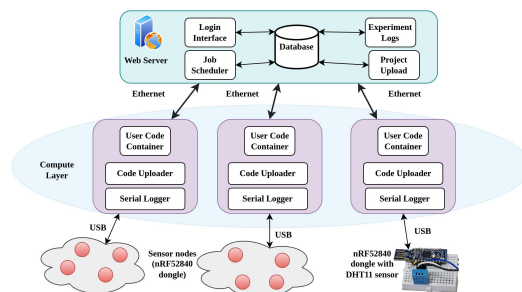 Login
Interface
Experiment
Logs
Database
Web Server
Job
Scheduler
Project
Upload
Ethernet
Ethernet
Ethernet
User Code
Container
User Code
Container
User Code
Container
Compute
Layer
Code Uploader
Code Uploader
Code Uploader
Serial Logger
Serial Logger
Serial Logger
USB
USB
USB
Sensor nodes
(nRF52840
dongle)
nRF52840
dongle with
DHT11 sensor